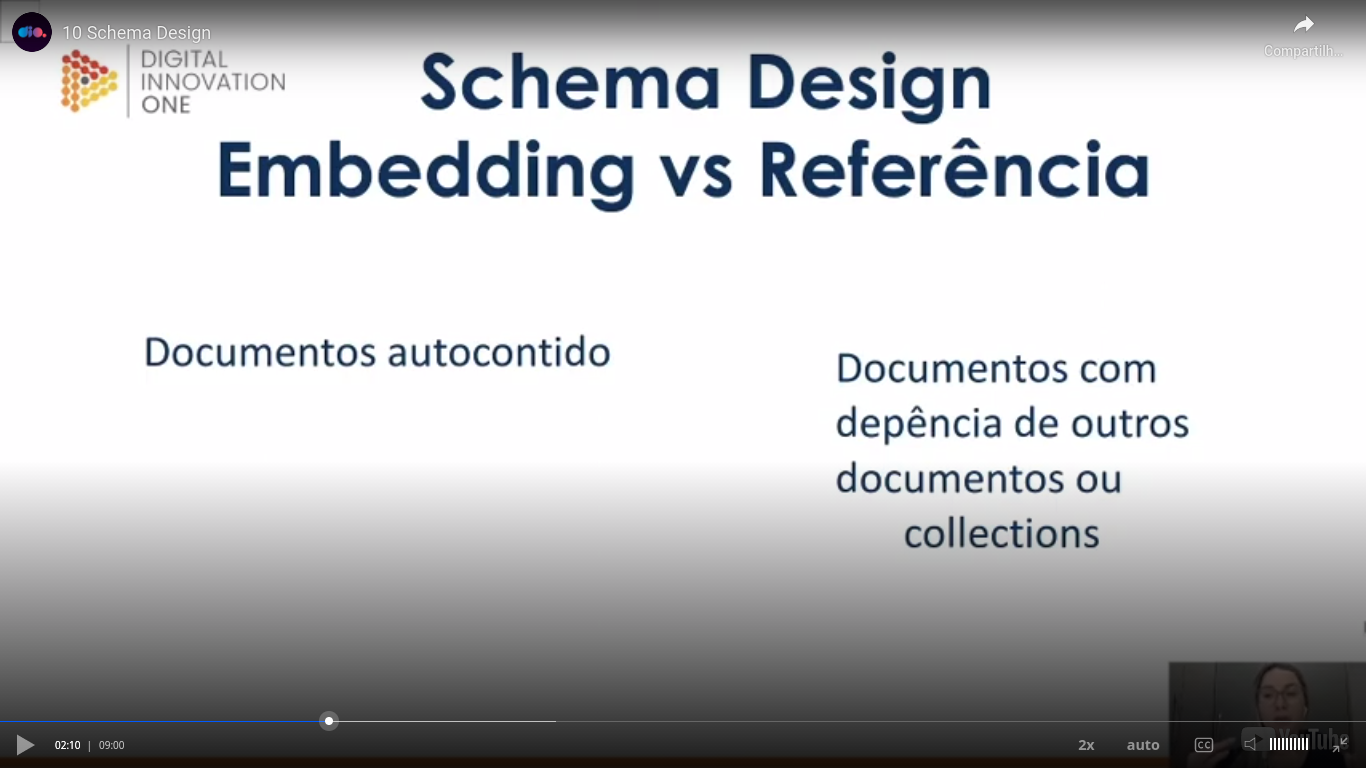 10 Schema Design
Compartilh...
DIGITAL
INNOVATION
ONE
Schema Design
Embedding vs Referência
Documentos autocontido
Documentos com
depência de outros
documentos ou
collections
02:10 | 09:00
2x
auto
CC
YouTube